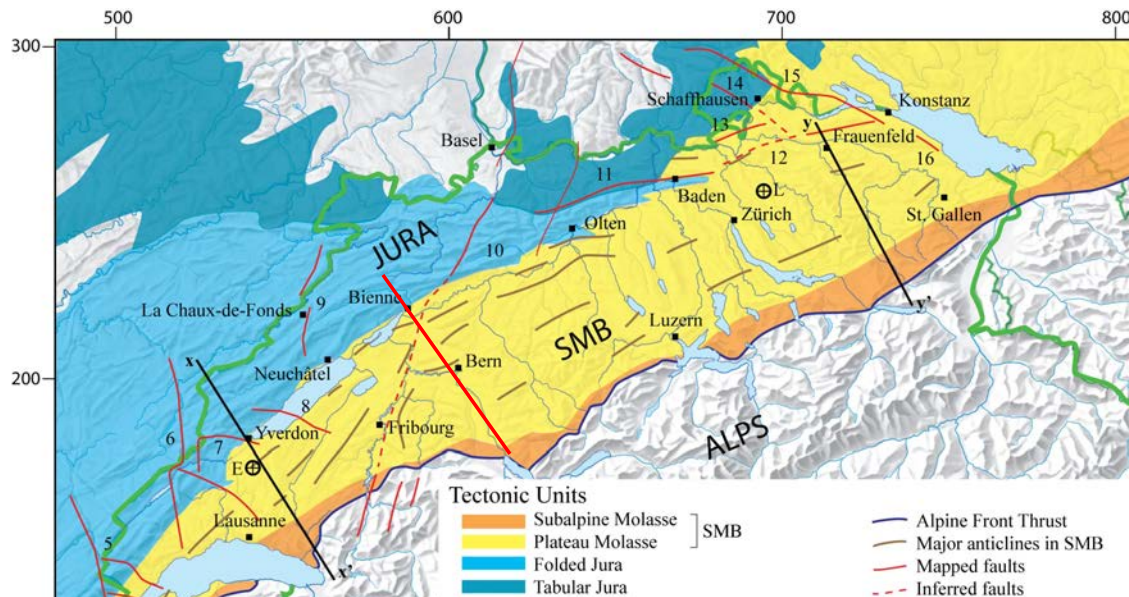 500 600 700 800
300
200
Schaffhausen
14
15
Konstanz
Basel
13
y
Frauenfeld
12
16
11
Baden
L
Zürich
St. Gallen
Olten
JURA
10
Bienne
La Chaux-de-Fonds
9
SMB
Luzern
y'
x
Neuchâtel
Bern
8
ALPS
6
Yverdon
Fribourg
7
E
Lausanne
5
x'
Tectonic Units
Subalpine Molasse
SMB
Plateau Molasse
Folded Jura
Tabular Jura
Alpine Front Thrust
Major anticlines in SMB
Mapped faults
Inferred faults